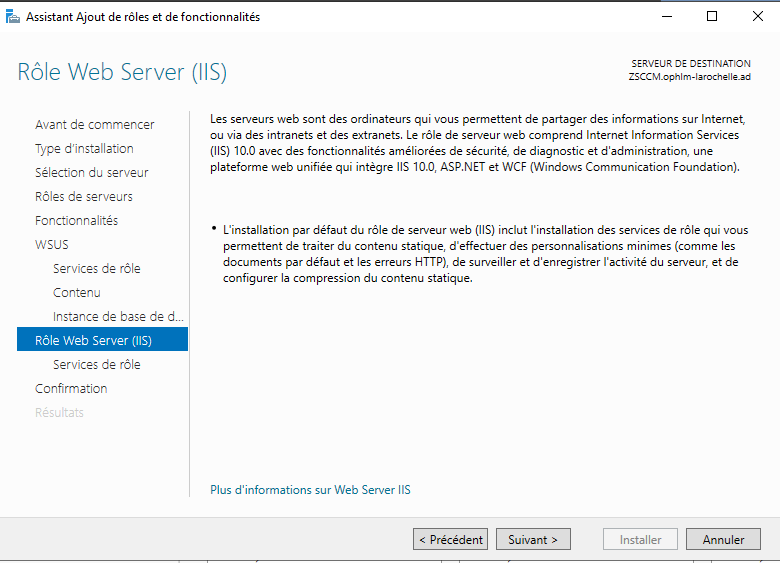 Assistant Ajout de rôles et de fonctionnalités
Rôle Web Server (IIS)
SERVEUR DE DESTINATION
ZSCCM.ophlm-larochelle.ad
Avant de commencer
Type d'installation
Sélection du serveur
Rôles de serveurs
Fonctionnalités
WSUS
Services de rôle
Contenu
Instance de base de d...
Rôle Web Server (IIS)
Services de rôle
Confirmation
Résultats
Les serveurs web sont des ordinateurs qui vous permettent de partager des informations sur Internet,
ou via des intranets et des extranets. Le rôle de serveur web comprend Internet Information Services
(IIS) 10.0 avec des fonctionnalités améliorées de sécurité, de diagnostic et d'administration, une
plateforme web unifiée qui intègre IIS 10.0, ASP.NET et WCF (Windows Communication Foundation).
• L'installation par défaut du rôle de serveur web (IIS) inclut l'installation des services de rôle qui vous
permettent de traiter du contenu statique, d'effectuer des personnalisations minimes (comme les
documents par défaut et les erreurs HTTP), de surveiller et d'enregistrer l'activité du serveur, et de
configurer la compression du contenu statique.
Plus d'informations sur Web Server IIS
< Précédent
Suivant >
Installer
Annuler